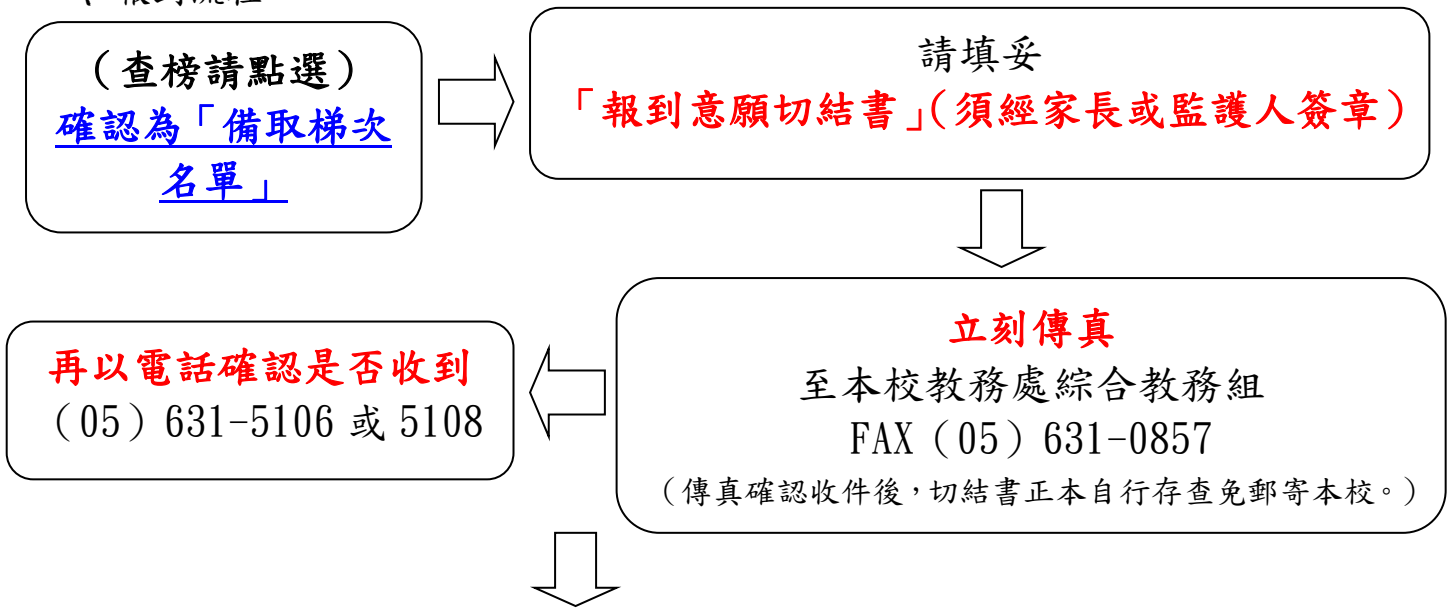 報到流程
（查榜請點選）
確認為「備取梯次
名單」
請填妥
「報到意願切結書」（須經家長或監護人簽章）
立刻傳真
至本校教務處綜合教務組
FAX（05）631-0857
（傳真確認收件後，切結書正本自行存查免郵寄本校。）
再以電話確認是否收到
（05）631-5106 或 5108